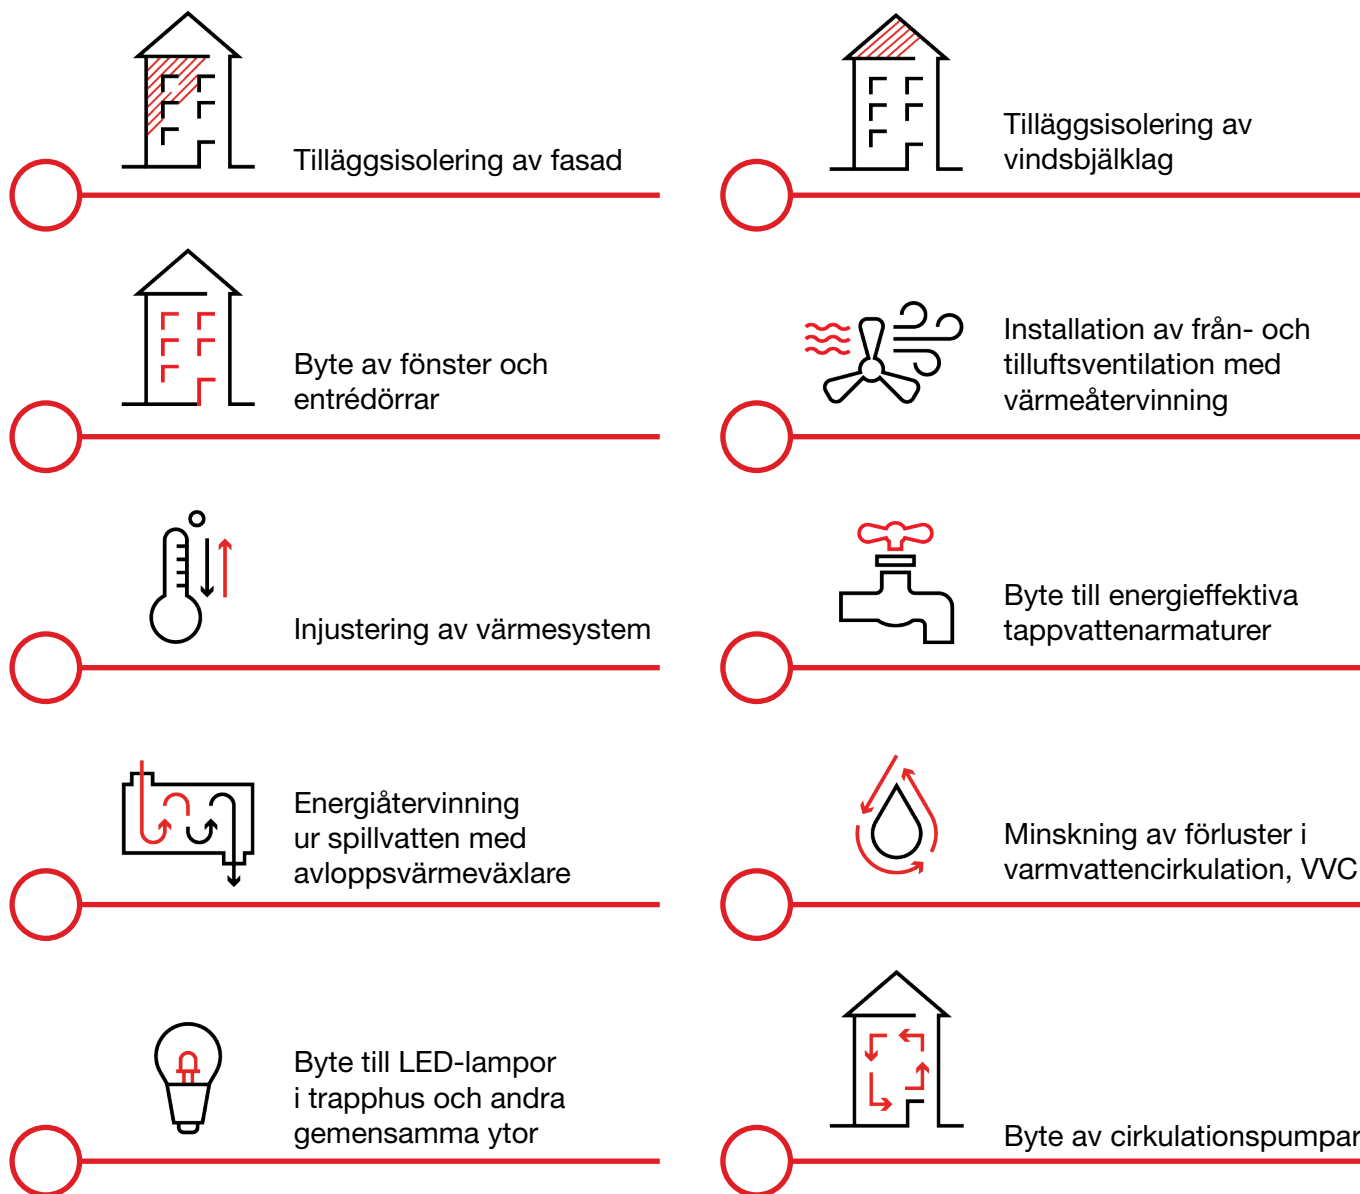 Tilläggsisolering av fasad
Tilläggsisolering av
vindsbjälklag
Byte av fönster och
entrédörrar
Installation av från- och
tilluftsventilation med
värmeåtervinning
Injustering av värmesystem
Byte till energieffektiva
tappvattenarmaturer
Energiåtervinning
ur spillvatten med
avloppsvärmeväxlare
Minskning av förluster i
varmvattencirkulation, VVC
Byte till LED-lampor
i trapphus och andra
gemensamma ytor
Byte av cirkulationspumpar